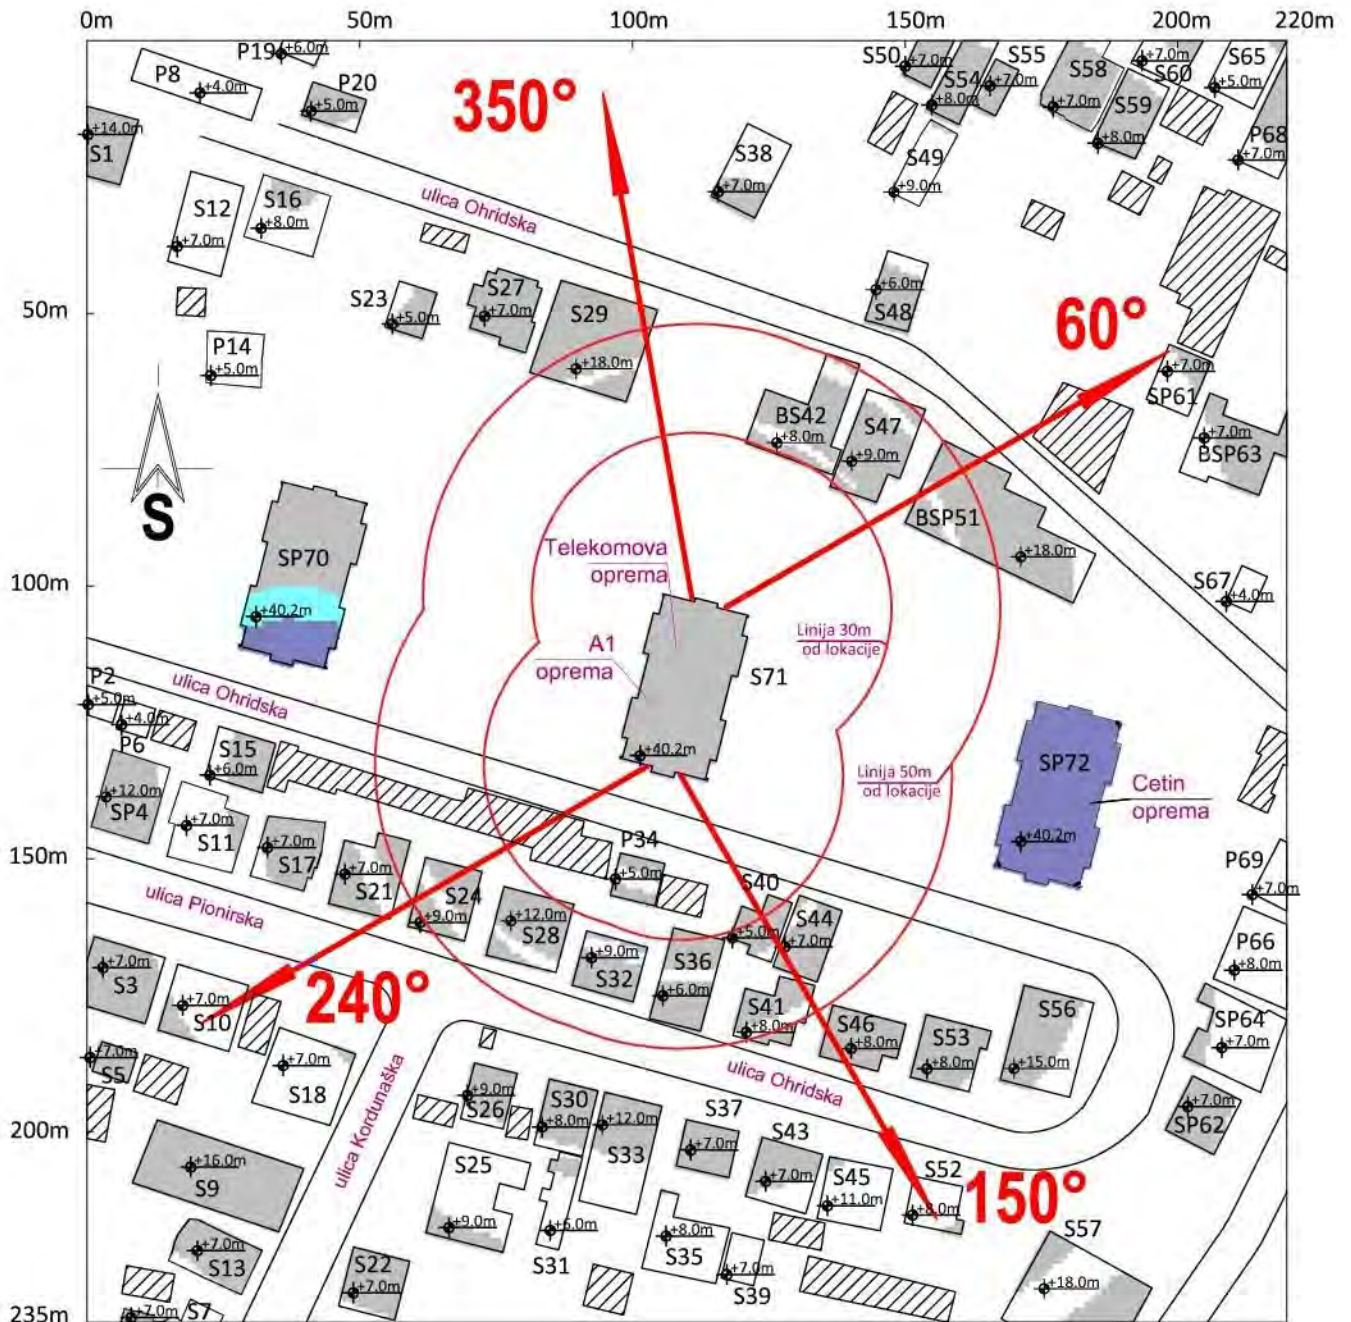 0m 50m 100m 150m 200m 220m
P19 +6.0m
P8 +4.0m
P20 +5.0m
350°
S50 +7.0m
S54 +8.0m
S55 +7.0m
S58 +7.0m
S59 +8.0m
S60 +7.0m
S65 +5.0m
P68 +7.0m
+14.0m S1
S38 +7.0m
S49 +9.0m
S12 +7.0m
S16 +8.0m
ulica Ohridska
S23 +5.0m
S27 +7.0m
S29 +18.0m
+6.0m S48
50m
60°
P14 +5.0m
+7.0m SP61
BS42 +8.0m
S47 +9.0m
+7.0m BSP63
S
BSP51 +18.0m
SP70 +40.2m
Telekomova
oprema
100m
S67 +4.0m
A1
oprema
Linija 30m
od lokacije
S71 +40.2m
P2 +5.0m
ulica Ohridska
+4.0m P6
S15 +6.0m
SP72 +40.2m
Linija 50m
od lokacije
Cetin
oprema
+12.0m SP4
+7.0m S11
+7.0m S17
+7.0m S21
P34 +5.0m
150m
P69 +7.0m
S24 +9.0m
+12.0m S28
S40 +5.0m
S44 +7.0m
ulica Pionirska
P66 +8.0m
+7.0m S3
+9.0m S32
S36 +6.0m
240°
+7.0m S10
S41 +8.0m
S46 +8.0m
S53 +8.0m
S56 +15.0m
SP64 +7.0m
+7.0m S5
+7.0m S18
ulica Ohridska
ulica Kordunaška
+9.0m S26
S30 +8.0m
+12.0m S33
S37 +7.0m
+7.0m SP62
200m
+16.0m S9
S25 +9.0m
S43 +7.0m
S45 +11.0m
S52 +8.0m
150°
+6.0m S31
+8.0m S35
+7.0m S39
S57 +18.0m
+7.0m S13
S22 +7.0m
+7.0m S7
235m